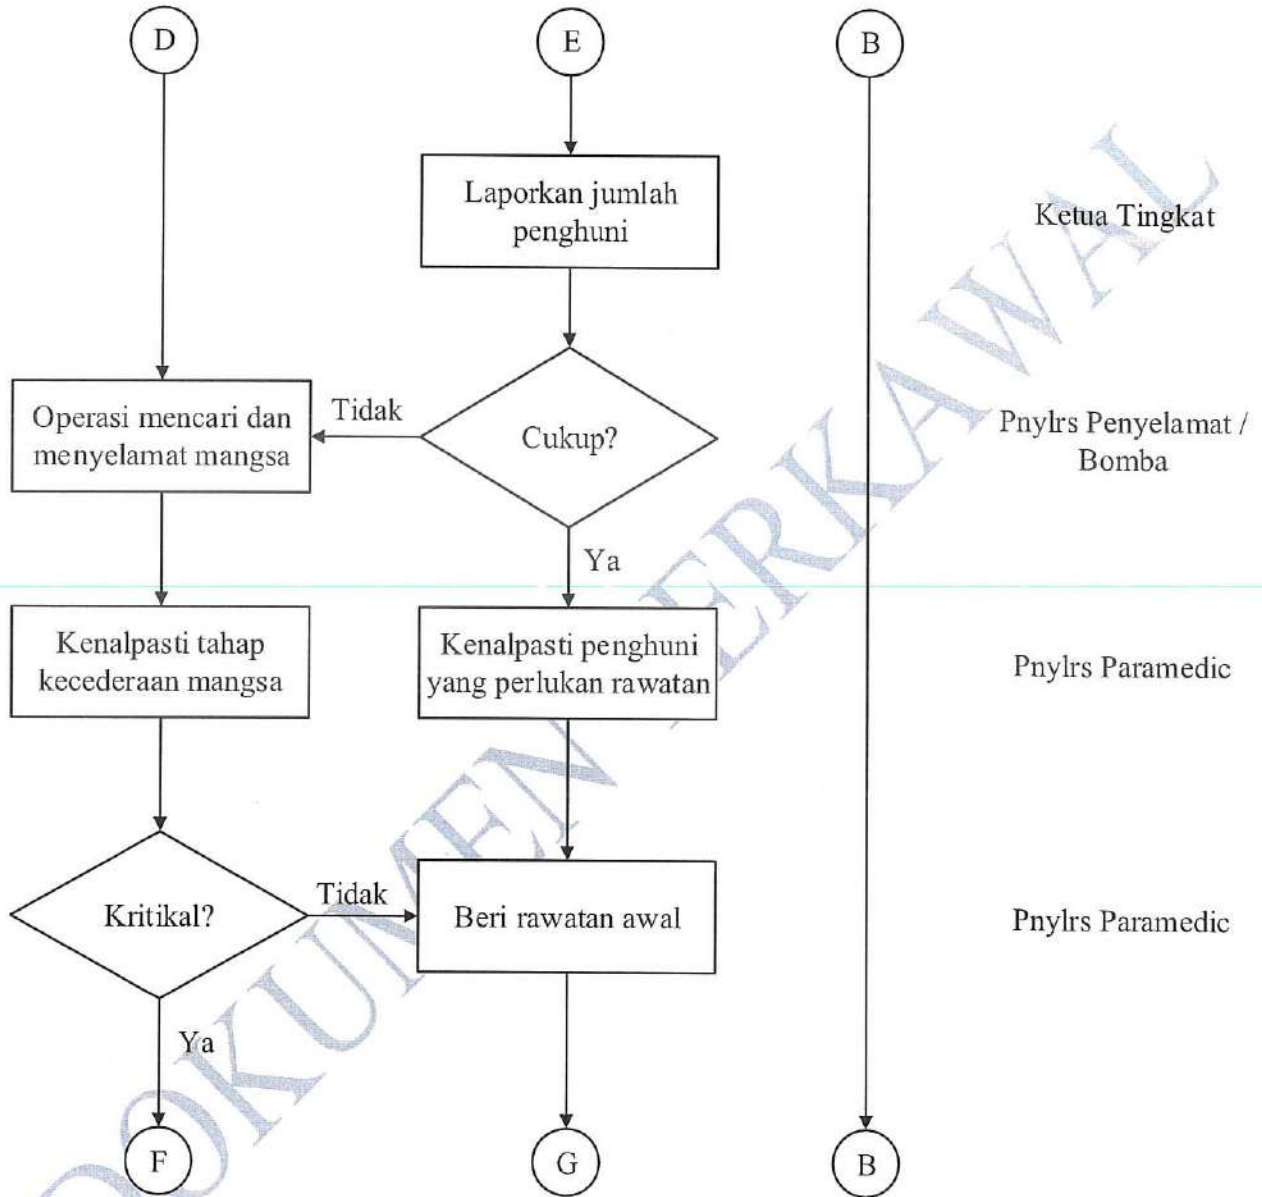 D
E
B
Laporkan jumlah
penghuni
Ketua Tingkat
Operasi mencari dan
menyelamat mangsa
Tidak
Cukup?
Pnylrs Penyelamat /
Bomba
Ya
Kenalpasti tahap
kecederaan mangsa
Kenalpasti penghuni
yang perlukan rawatan
Pnylrs Paramedic
Kritikal?
Tidak
Beri rawatan awal
Pnylrs Paramedic
Ya
F
G
B
DOKUMEN TERKAWAL